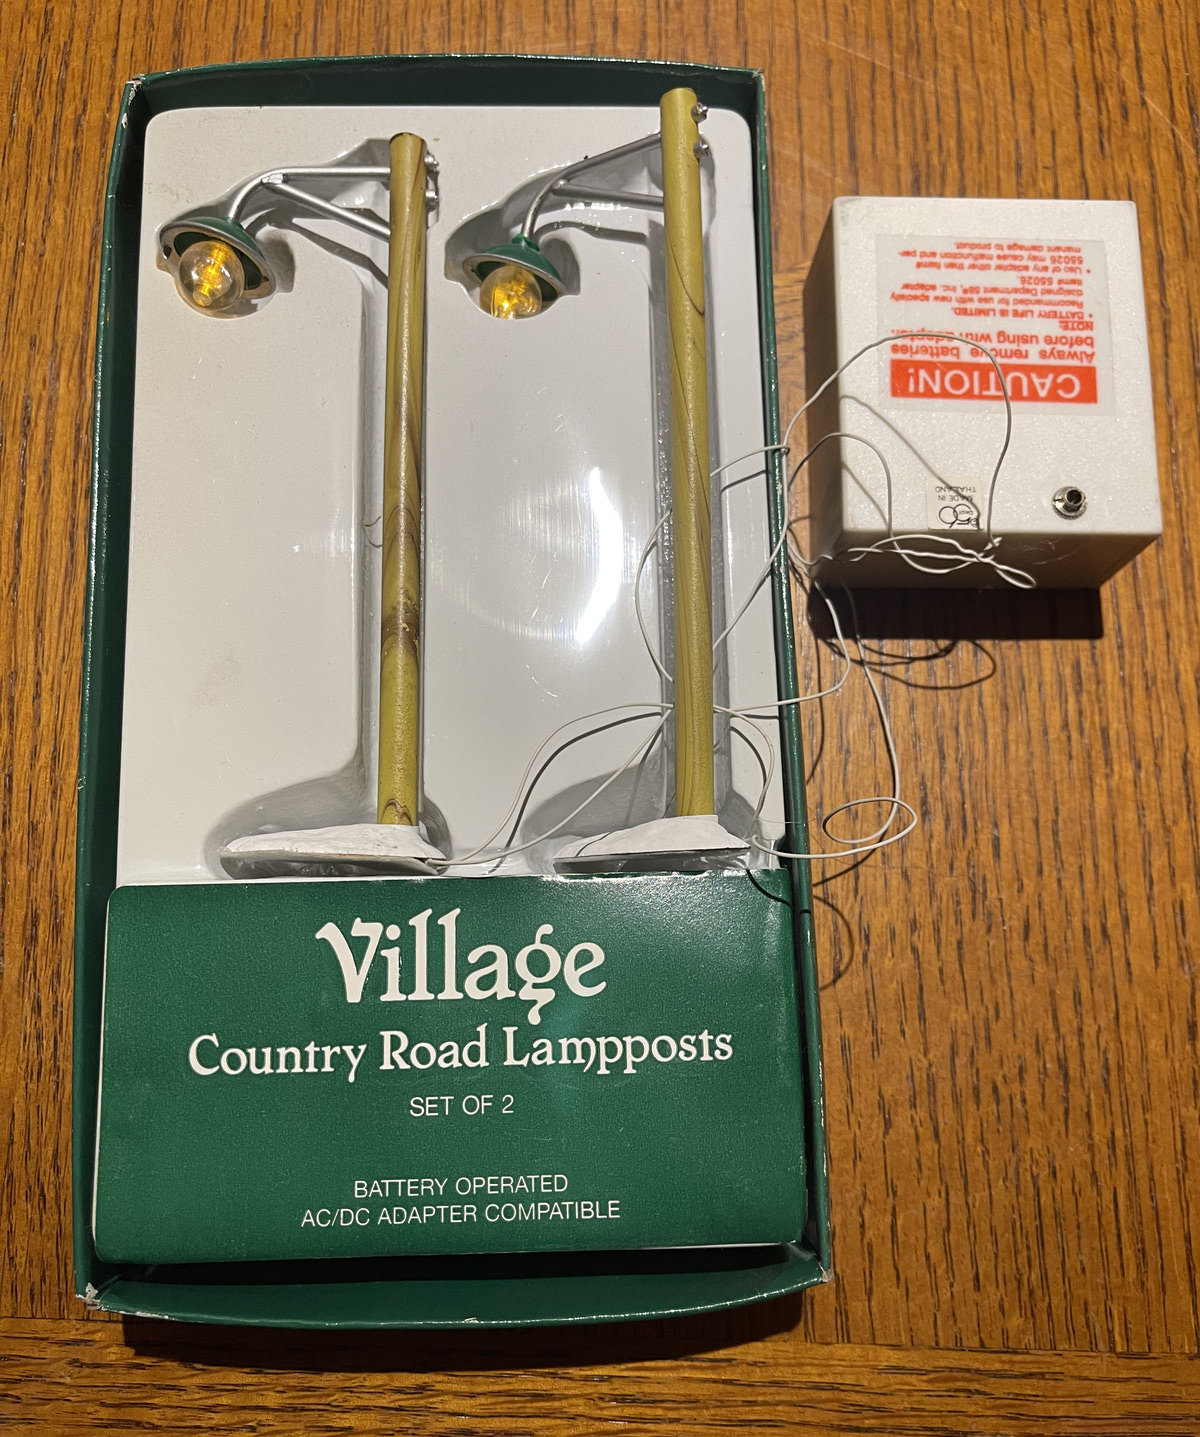 Village
Country Road Lampposts
SET OF 2
BATTERY OPERATED
AC/DC ADAPTER COMPATIBLE
CAUTION!
Always remove batteries
before using with adapter.
NOTE:
• BATTERY LIFE IS LIMITED.
Recommended for use with new specially
designed Department 56®, Inc. adapter
item# 55026.
• Use of any adapter other than item#
55026 may cause malfunction and per-
manent damage to product.
Dept 56
MADE IN
THAILAND